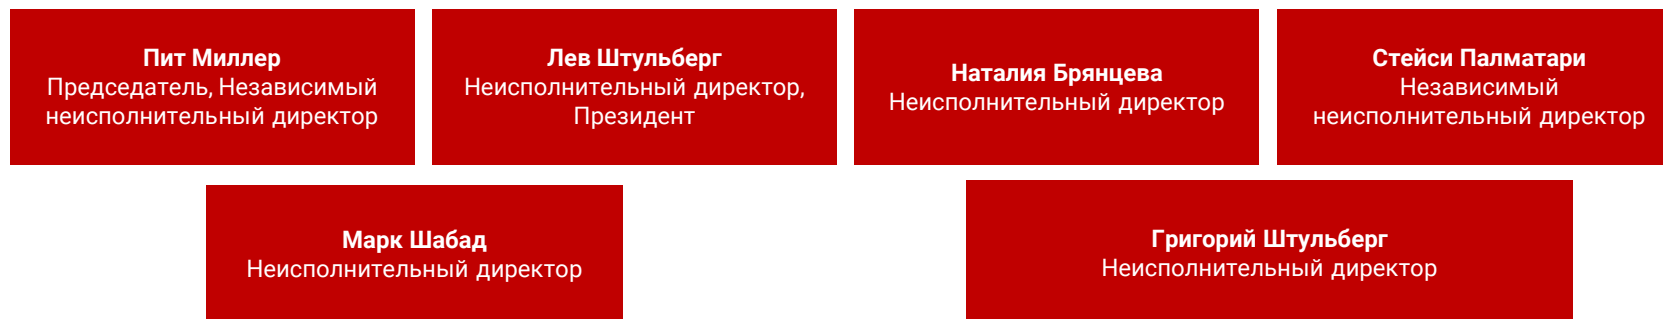 Пит Миллер
Председатель, Независимый
неисполнительный директор
Лев Штульберг
Неисполнительный директор,
Президент
Наталия Брянцева
Неисполнительный директор
Стейси Палматари
Независимый
неисполнительный директор
Марк Шабад
Неисполнительный директор
Григорий Штульберг
Неисполнительный директор